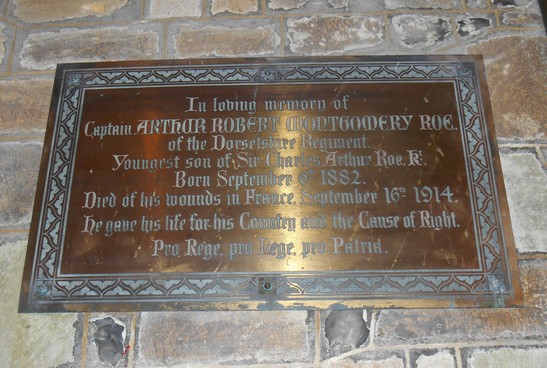 In loving memory of
Captain ARTHUR ROBERT MONTGOMERY ROE.
of the Dorsetshire Regiment.
Youngest son of Sir Charles Arthur Roe. Kt.
Born September 6th 1882.
Died of his wounds in France, September 16th 1914.
He gave his life for his Country and the Cause of Right.
Pro Rege, pro Lege, pro Patria.